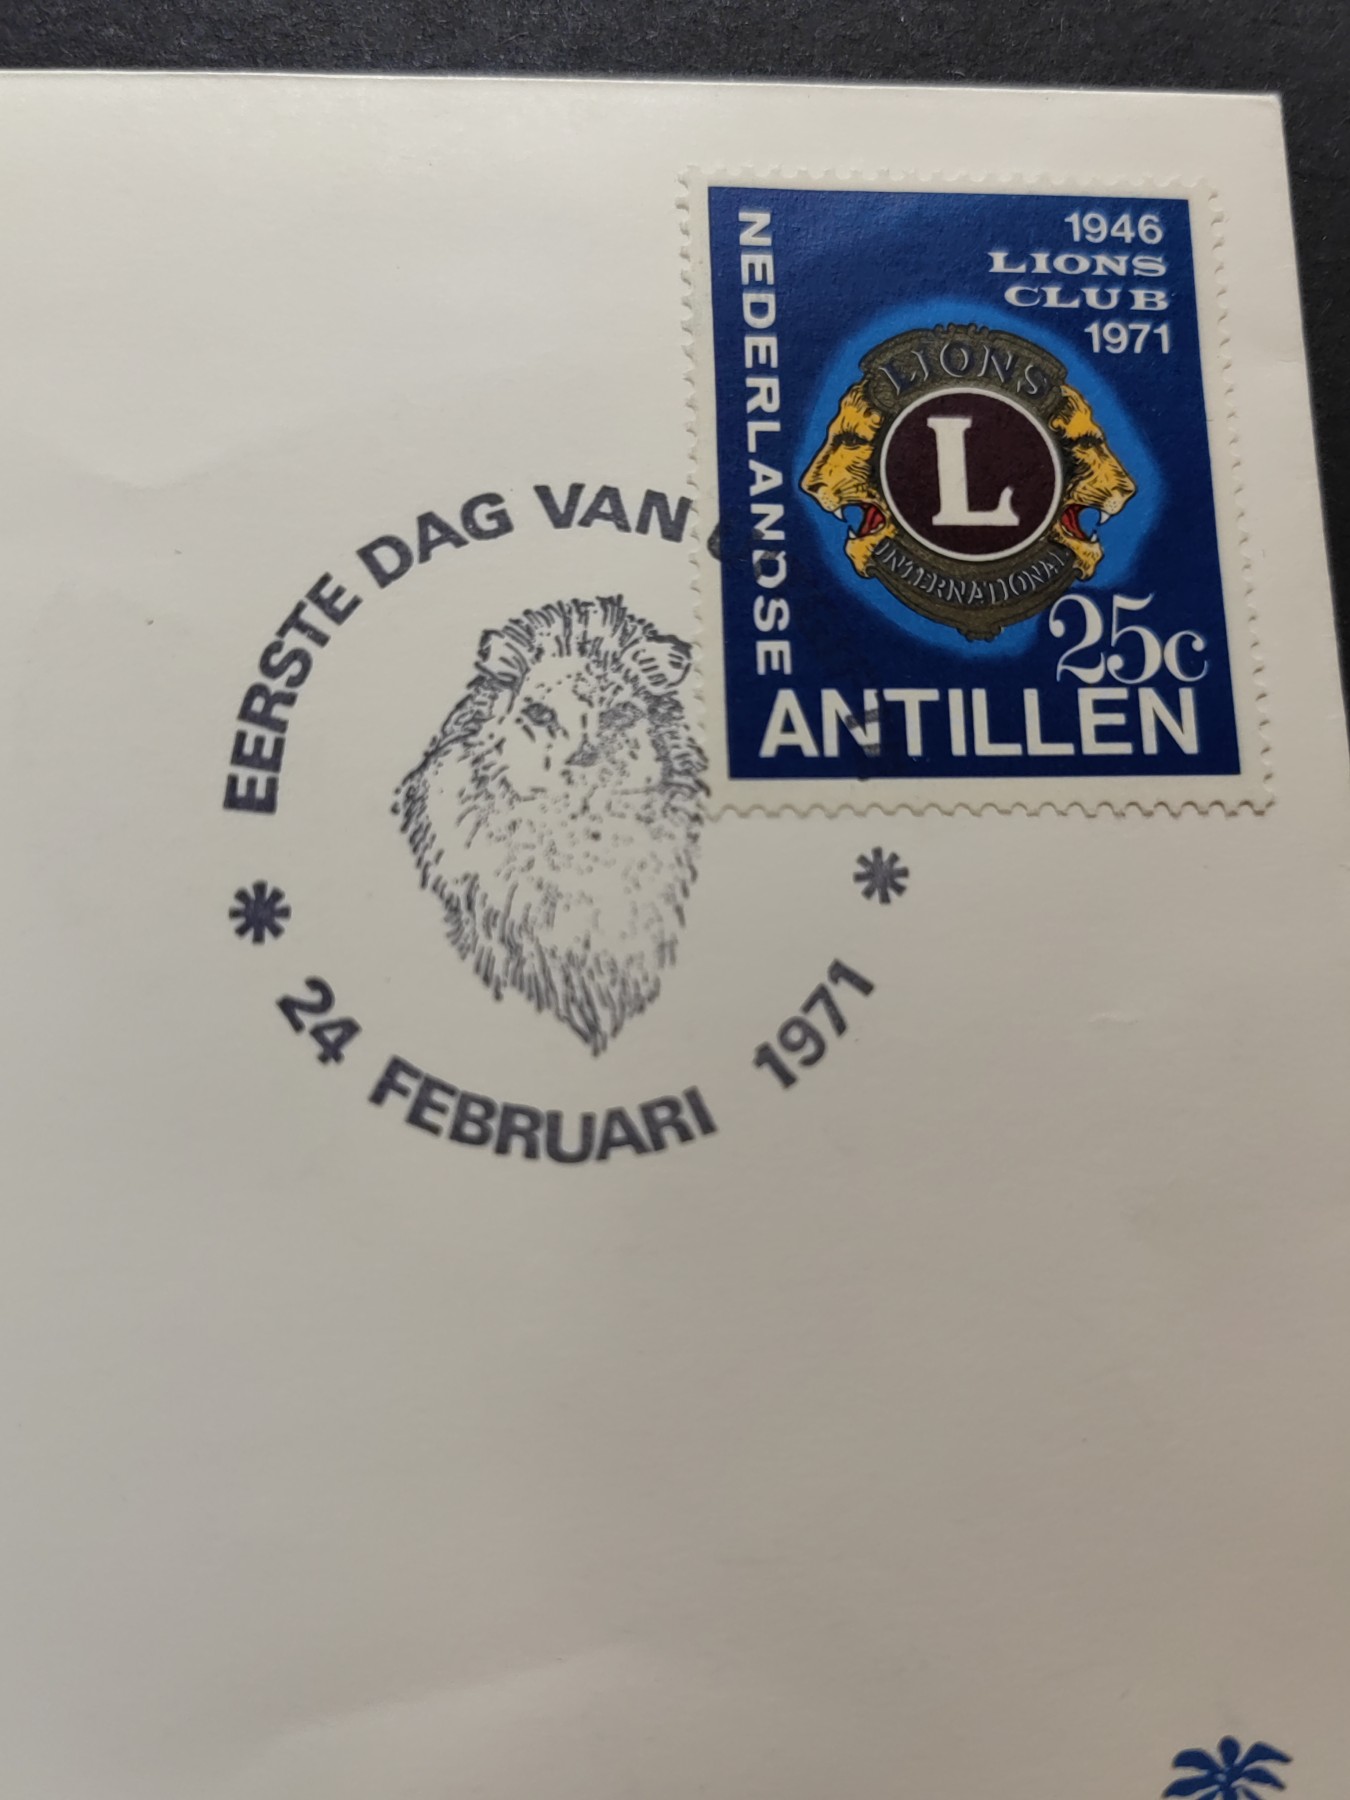 1946
LIONS
CLUB
1971
NEDERLANDSE
LIONS
L
INTERNATIONAL
25c
ANTILLEN
EERSTE DAG VAN
* 24 FEBRUARI 1971 *